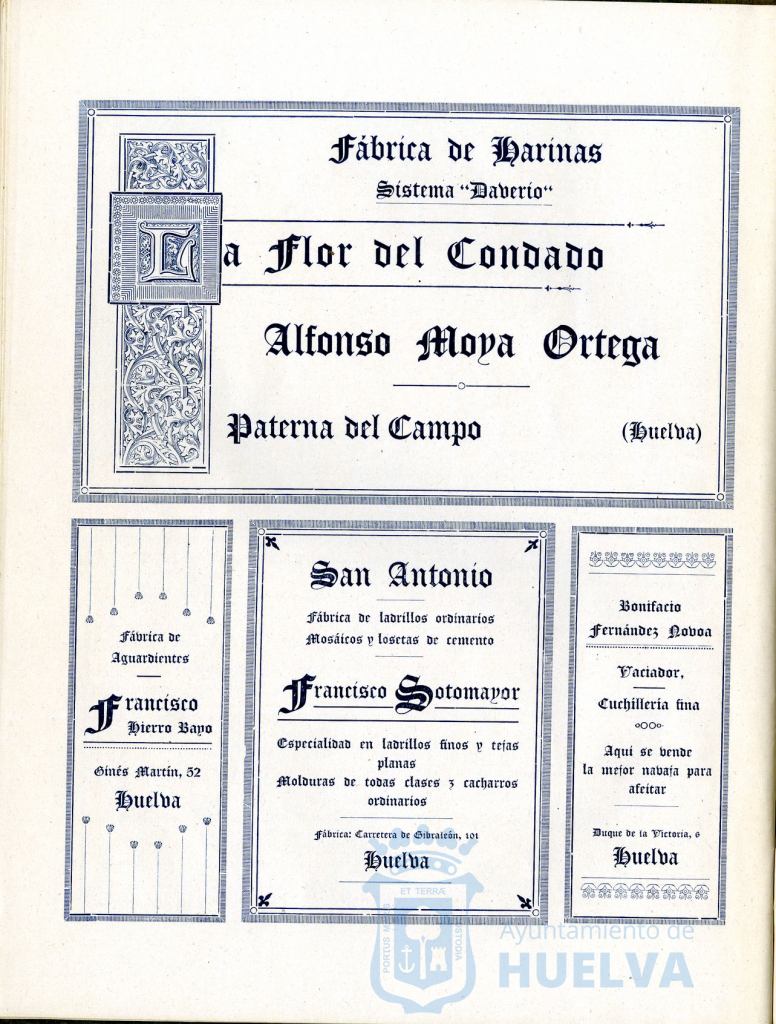 Fábrica de Harinas
Sistema "Daverio"
La Flor del Condado
Alfonso Moya Ortega
Paterna del Campo (Huelva)
Fábrica de
Aguardientes
Francisco
Hierro Bayo
Ginés Martín, 52
Huelva
San Antonio
Fábrica de ladrillos ordinarios
Mosáicos y losetas de cemento
Francisco Sotomayor
Especialidad en ladrillos finos y tejas
planas
Molduras de todas clases y cacharros
ordinarios
Fábrica: Carretera de Gibraleón, 101
Huelva
Bonifacio
Fernández Novoa
Vaciador,
Cuchillería fina
Aquí se vende
la mejor navaja para
afeitar
Duque de la Victoria, 6
Huelva
ET TERRÆ
PORTUS MARIS
CUSTODIA
Ayuntamiento de
HUELVA